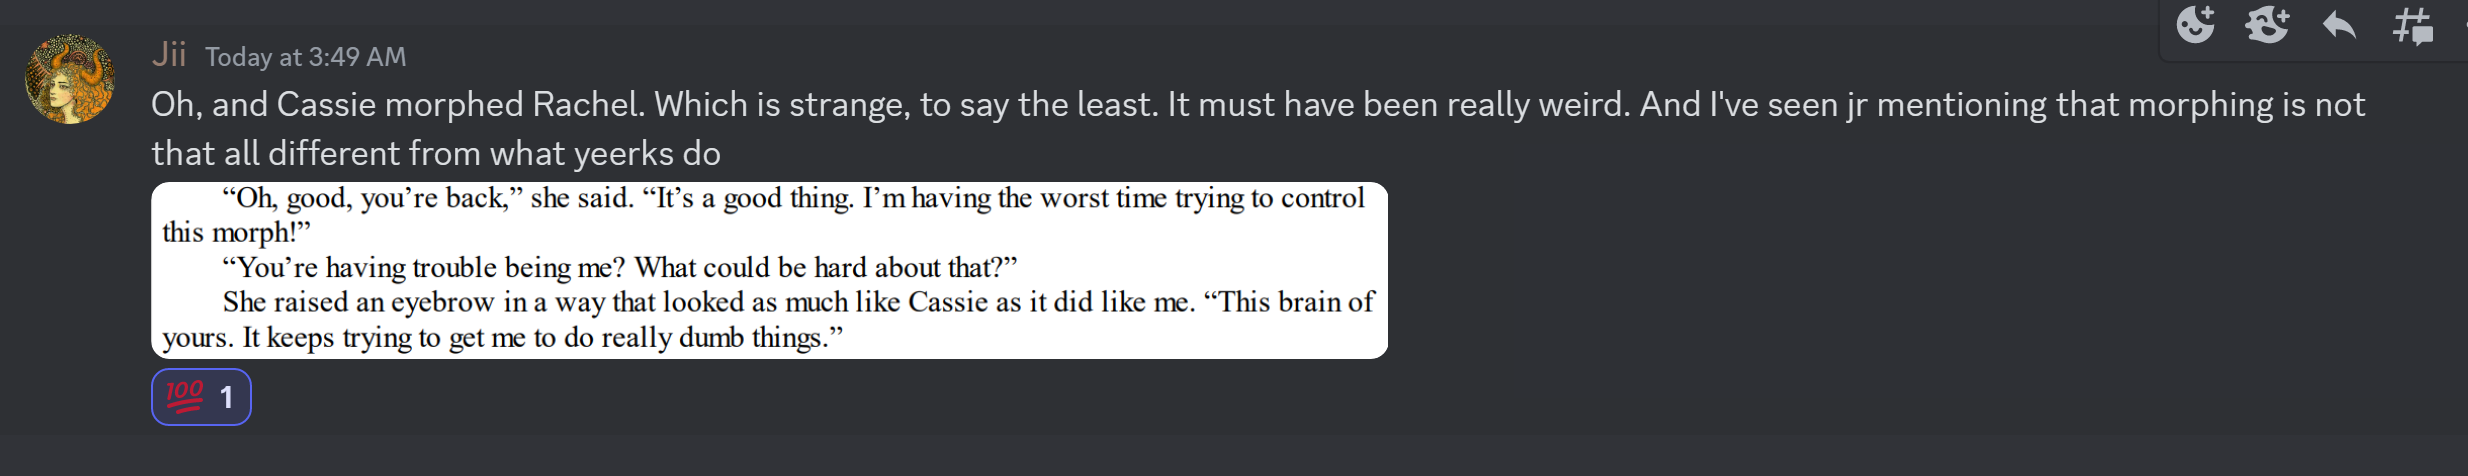 Jii Today at 3:49 AM
Oh, and Cassie morphed Rachel. Which is strange, to say the least. It must have been really weird. And I've seen jr mentioning that morphing is not
that all different from what yeerks do
“Oh, good, you’re back,” she said. “It’s a good thing. I’m having the worst time trying to control
this morph!”
“You’re having trouble being me? What could be hard about that?”
She raised an eyebrow in a way that looked as much like Cassie as it did like me. “This brain of
yours. It keeps trying to get me to do really dumb things.”
💯 1